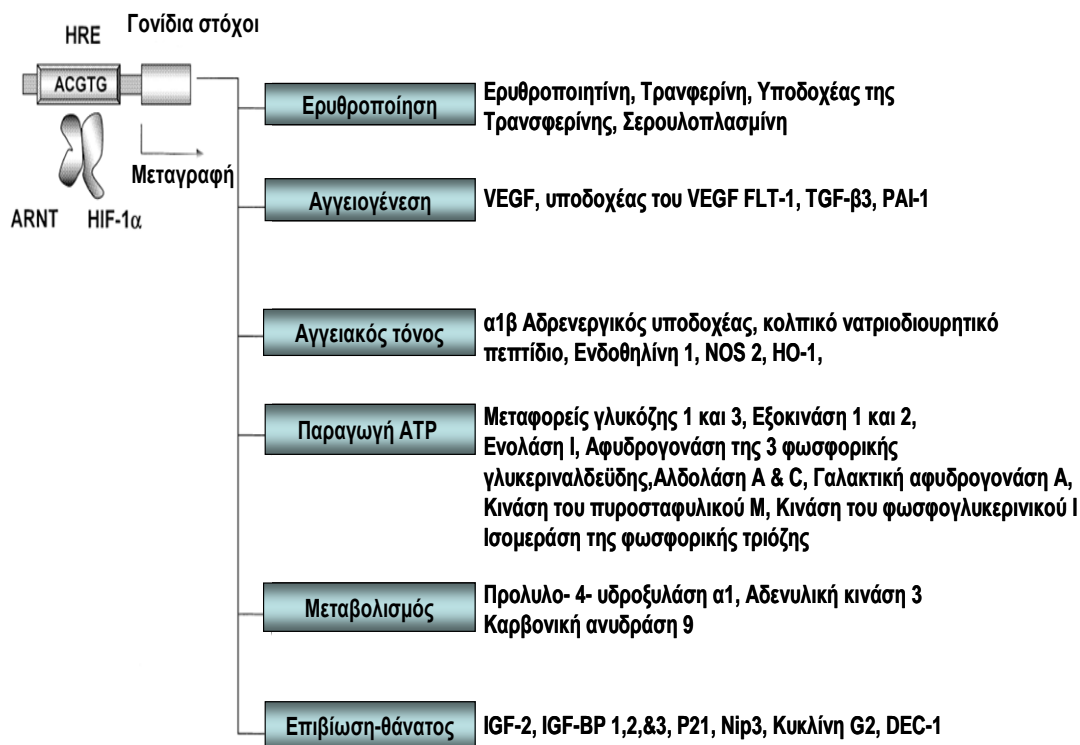 Γονίδια στόχοι
HRE
ACGTG
Μεταγραφή
ARNT HIF-1α
Ερυθροποίηση
Ερυθροποιητίνη, Τρανφερίνη, Υποδοχέας της
Τρανσφερίνης, Σερουλοπλασμίνη
Αγγειογένεση
VEGF, υποδοχέας του VEGF FLT-1, TGF-β3, PAI-1
Αγγειακός τόνος
α1β Αδρενεργικός υποδοχέας, κολπικό νατριοδιουρητικό
πεπτίδιο, Ενδοθηλίνη 1, NOS 2, HO-1,
Παραγωγή ATP
Μεταφορείς γλυκόζης 1 και 3, Εξοκινάση 1 και 2,
Ενολάση Ι, Αφυδρογονάση της 3 φωσφορικής
γλυκεριναλδεϋδης,Αλδολάση Α & C, Γαλακτική αφυδρογονάση Α,
Κινάση του πυροσταφυλικού Μ, Κινάση του φωσφογλυκερινικού Ι
Ισομεράση της φωσφορικής τριόζης
Μεταβολισμός
Προλυλο- 4- υδροξυλάση α1, Αδενυλική κινάση 3
Καρβονική ανυδράση 9
Επιβίωση-θάνατος
IGF-2, IGF-BP 1,2,&3, P21, Nip3, Κυκλίνη G2, DEC-1